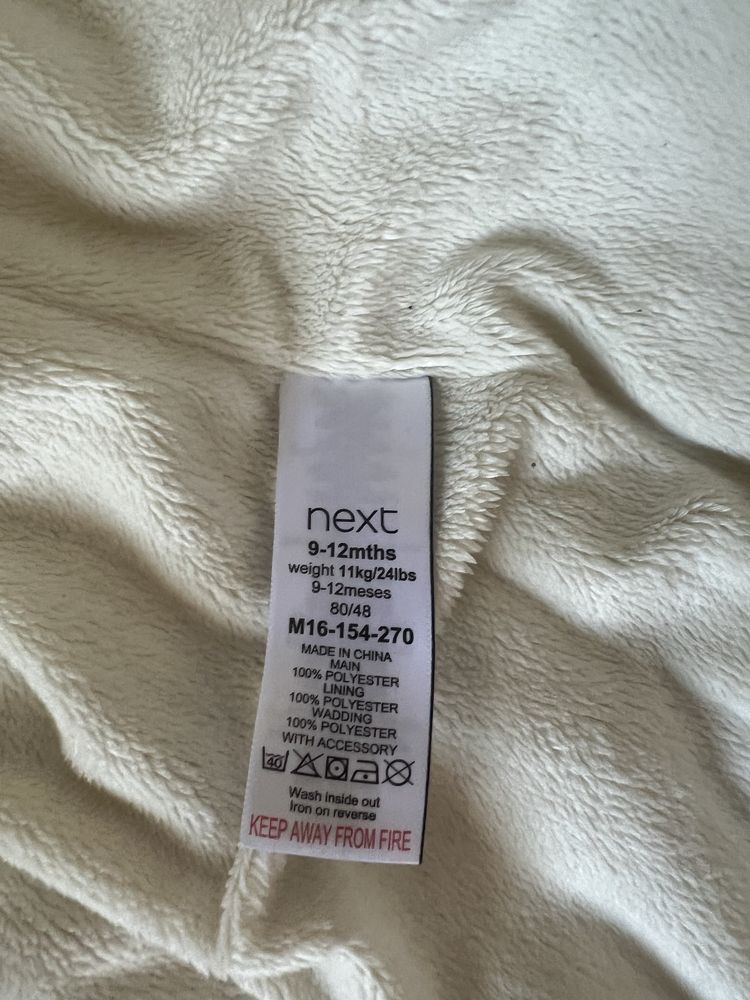 next
9-12mths
weight 11kg/24lbs
9-12meses
80/48
M16-154-270
MADE IN CHINA
MAIN
100% POLYESTER
LINING
100% POLYESTER
WADDING
100% POLYESTER
WITH ACCESSORY
40
Wash inside out
Iron on reverse
KEEP AWAY FROM FIRE